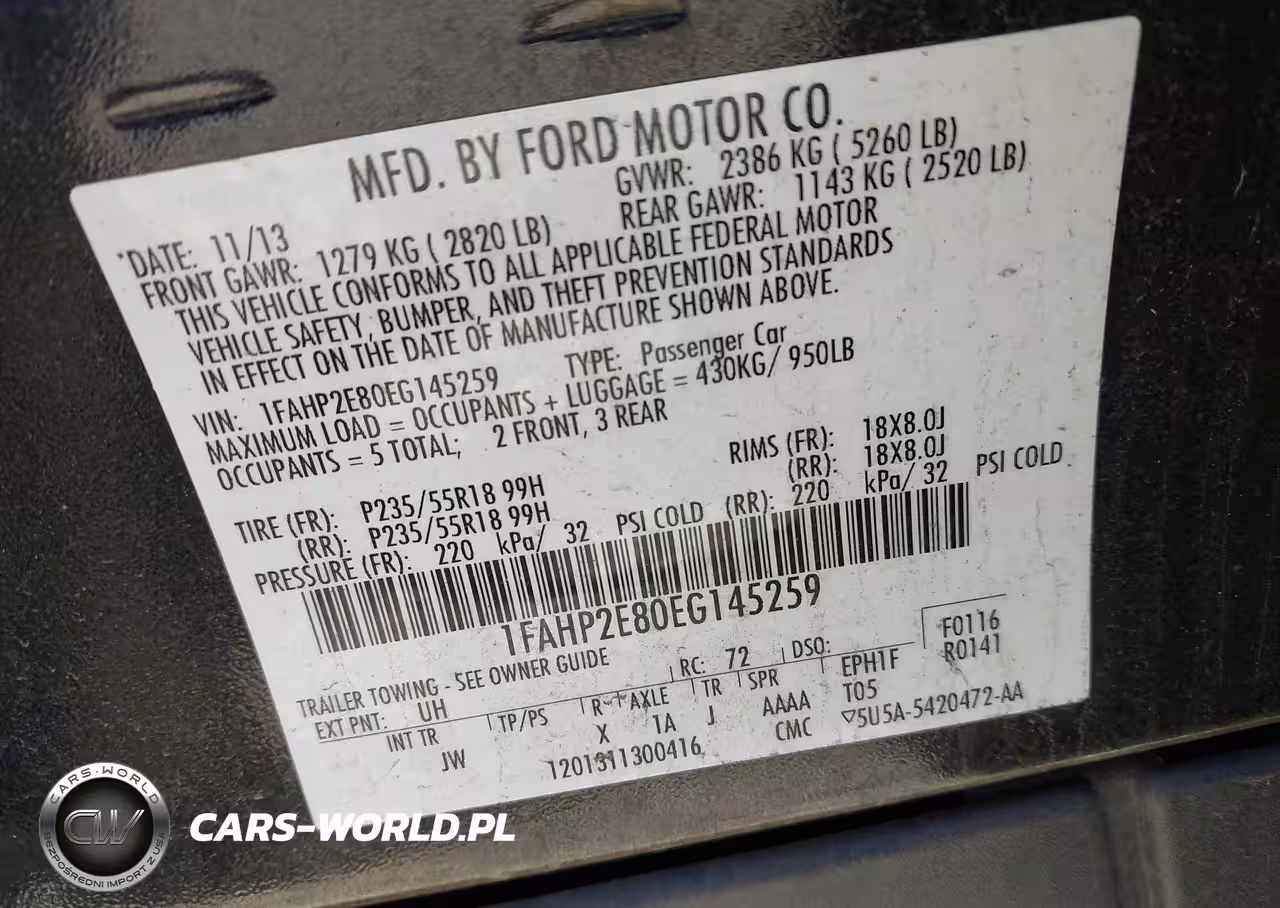 MFD. BY FORD MOTOR CO.
*DATE: 11/13 GVWR: 2386 KG ( 5260 LB)
FRONT GAWR: 1279 KG ( 2820 LB) REAR GAWR: 1143 KG ( 2520 LB)
THIS VEHICLE CONFORMS TO ALL APPLICABLE FEDERAL MOTOR
VEHICLE SAFETY, BUMPER, AND THEFT PREVENTION STANDARDS
IN EFFECT ON THE DATE OF MANUFACTURE SHOWN ABOVE.
VIN: 1FAHP2E80EG145259 TYPE: Passenger Car
MAXIMUM LOAD = OCCUPANTS + LUGGAGE = 430KG/ 950LB
OCCUPANTS = 5 TOTAL; 2 FRONT, 3 REAR
TIRE (FR): P235/55R18 99H RIMS (FR): 18X8.0J
(RR): P235/55R18 99H (RR): 18X8.0J
PRESSURE (FR): 220 kPa/ 32 PSI COLD (RR): 220 kPa/ 32 PSI COLD
1FAHP2E80EG145259
TRAILER TOWING - SEE OWNER GUIDE RC: 72 DSO: F0116
EXT PNT: UH R0141
INT TR TP/PS R AXLE TR SPR EPH1F
JW X 1A J AAAA T05
1201311300416 CMC ▽5U5A-5420472-AA
CARS-WORLD
CW
BEZPOŚREDNI IMPORT Z USA
CARS-WORLD.PL